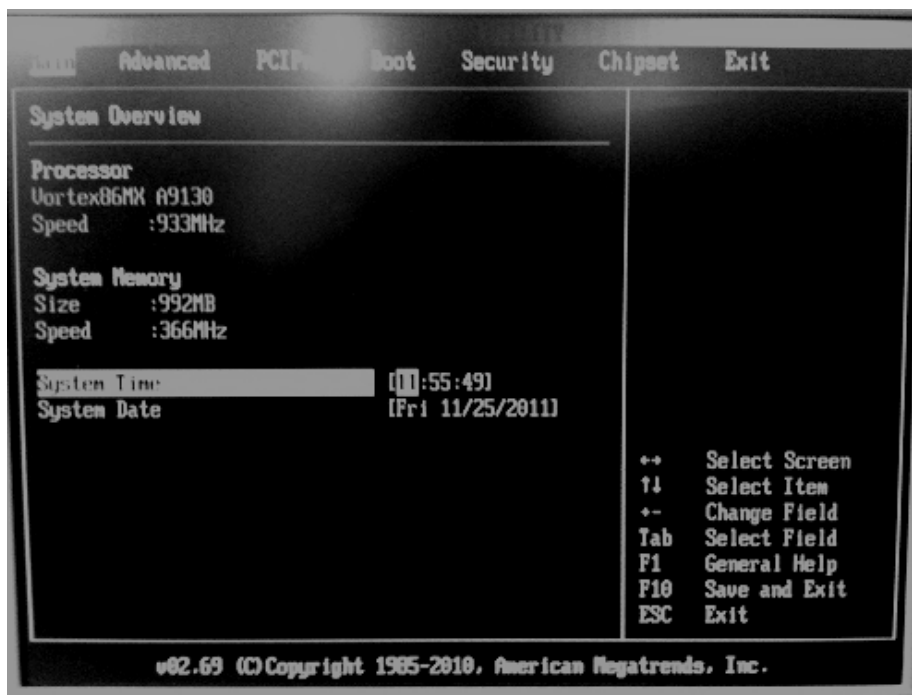 Main Advanced Boot Security Chipset Exit
System Overview
Processor
Vortex86MX A9130
Speed :933MHz
System Memory
Size :992MB
Speed :366MHz
System Time [11:55:49]
System Date [Fri 11/25/2011]
←→ Select Screen
↑↓ Select Item
+- Change Field
Tab Select Field
F1 General Help
F10 Save and Exit
ESC Exit
v02.69 (C)Copyright 1985-2010, American Megatrends, Inc.